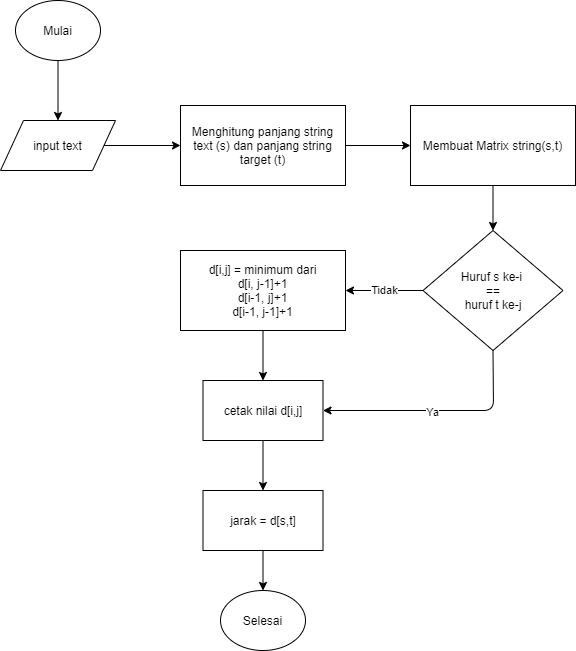 Mulai
input text
Menghitung panjang string
text (s) dan panjang string
target (t)
Membuat Matrix string(s,t)
Huruf s ke-i
==
huruf t ke-j
Tidak
d[i,j] = minimum dari
d[i, j-1]+1
d[i-1, j]+1
d[i-1, j-1]+1
Ya
cetak nilai d[i,j]
jarak = d[s,t]
Selesai